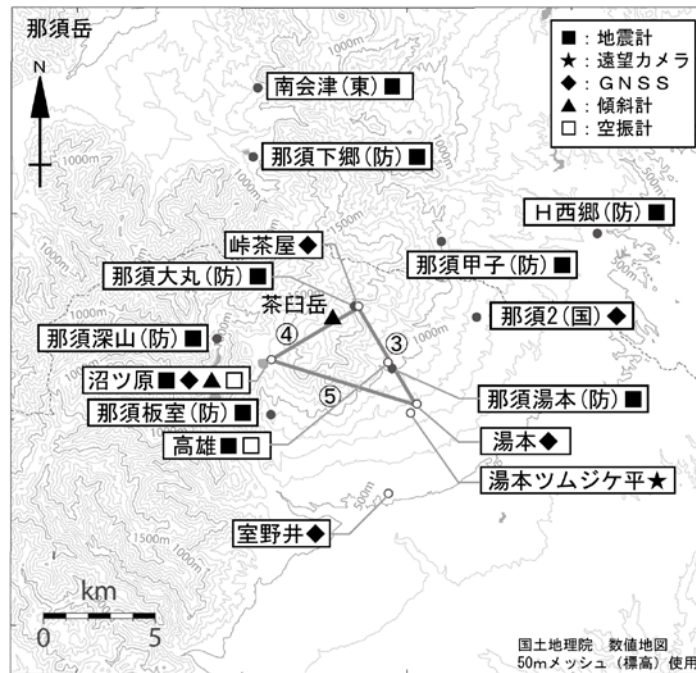 那須岳
N
■：地震計
★：遠望カメラ
◆：ＧＮＳＳ
▲：傾斜計
□：空振計
1000m
南会津(東)■
1000m
那須下郷(防)■
1500m
Ｈ西郷(防)■
峠茶屋◆
那須甲子(防)■
那須大丸(防)■
茶臼岳
那須2(国)◆
1000m
那須深山(防)■
④
③
沼ツ原■◆▲□
⑤
那須湯本(防)■
那須板室(防)■
高雄■□
湯本◆
湯本ツムジケ平★
500m
室野井◆
1000m
1500m
km
0 5
国土地理院 数値地図
50mメッシュ（標高）使用